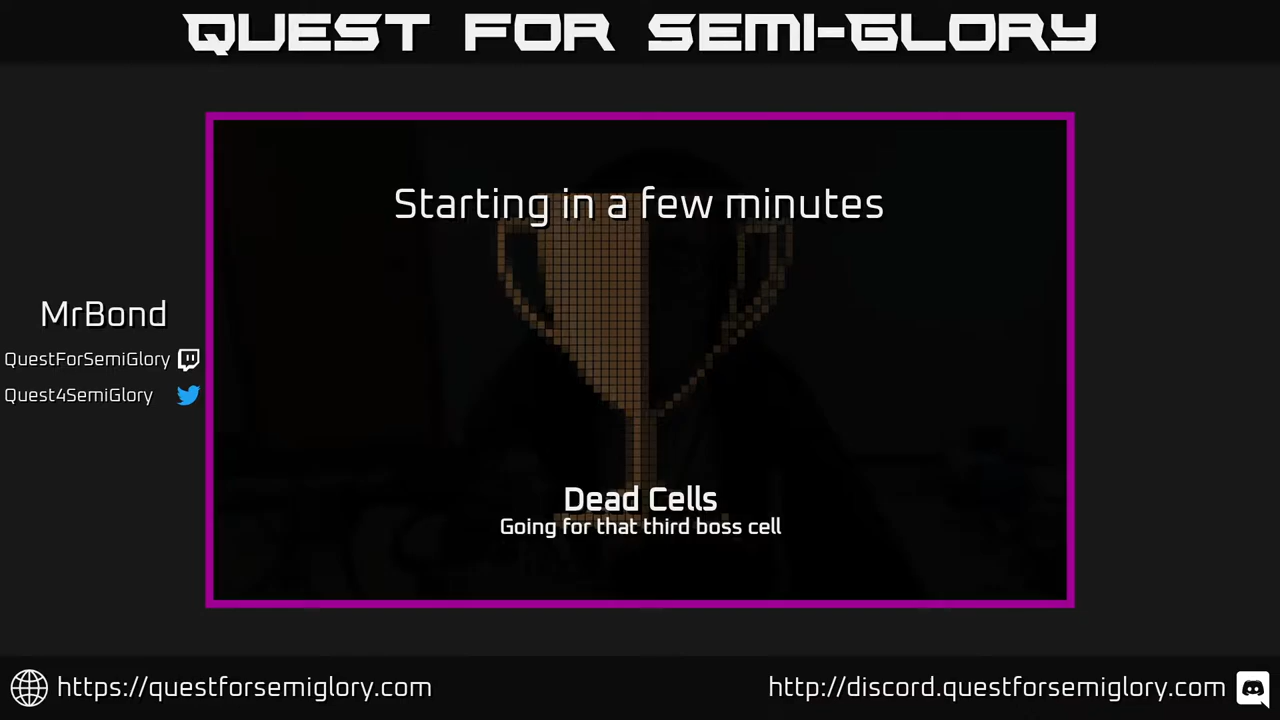 QUEST FOR SEMI-GLORY
Starting in a few minutes
MrBond
QuestForSemiGlory
Quest4SemiGlory
Dead Cells
Going for that third boss cell
https://questforsemiglory.com
http://discord.questforsemiglory.com